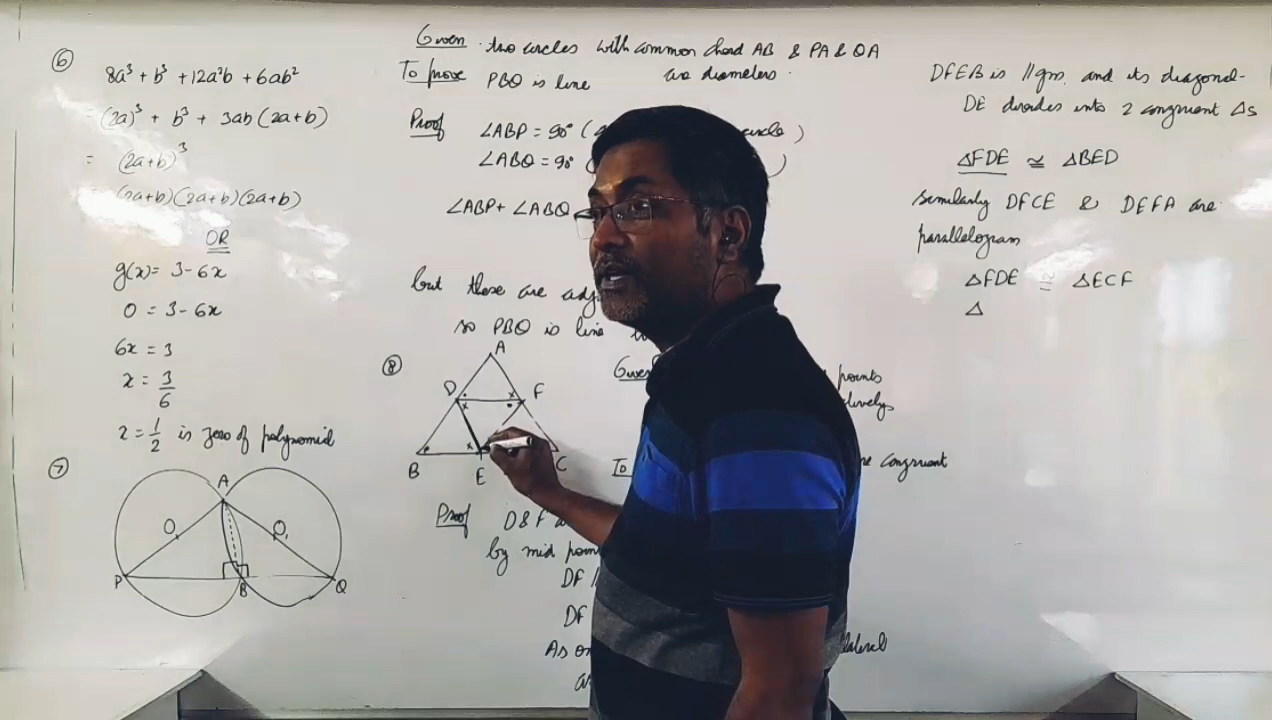 ⑥
8a³ + b³ + 12a²b + 6ab²
(2a)³ + b³ + 3ab(2a+b)
= (2a+b)³
(2a+b)(2a+b)(2a+b)
OR
g(x) = 3-6x
0 = 3-6x
6x = 3
x = 3/6
x = 1/2 is zero of polynomial
⑦
A
O
O₁
P
B
Q
Given two circles with common chord AB & PA & QA
are diameters.
To prove PBQ is line
Proof ∠ABP = 90° ( circle )
∠ABQ = 90° ( )
∠ABP + ∠ABQ
but these are adj
so PBQ is line
⑧
A
D
F
B
E
C
Given points
To congruent
Proof D & F
by mid poin
DF
DF
As
DFEB is ||gm. and its diagonal-
DE divides into 2 congruent Δs
ΔFDE ≅ ΔBED
Similarly DFCE & DEFA are
parallelogram
ΔFDE ≅ ΔECF
Δ